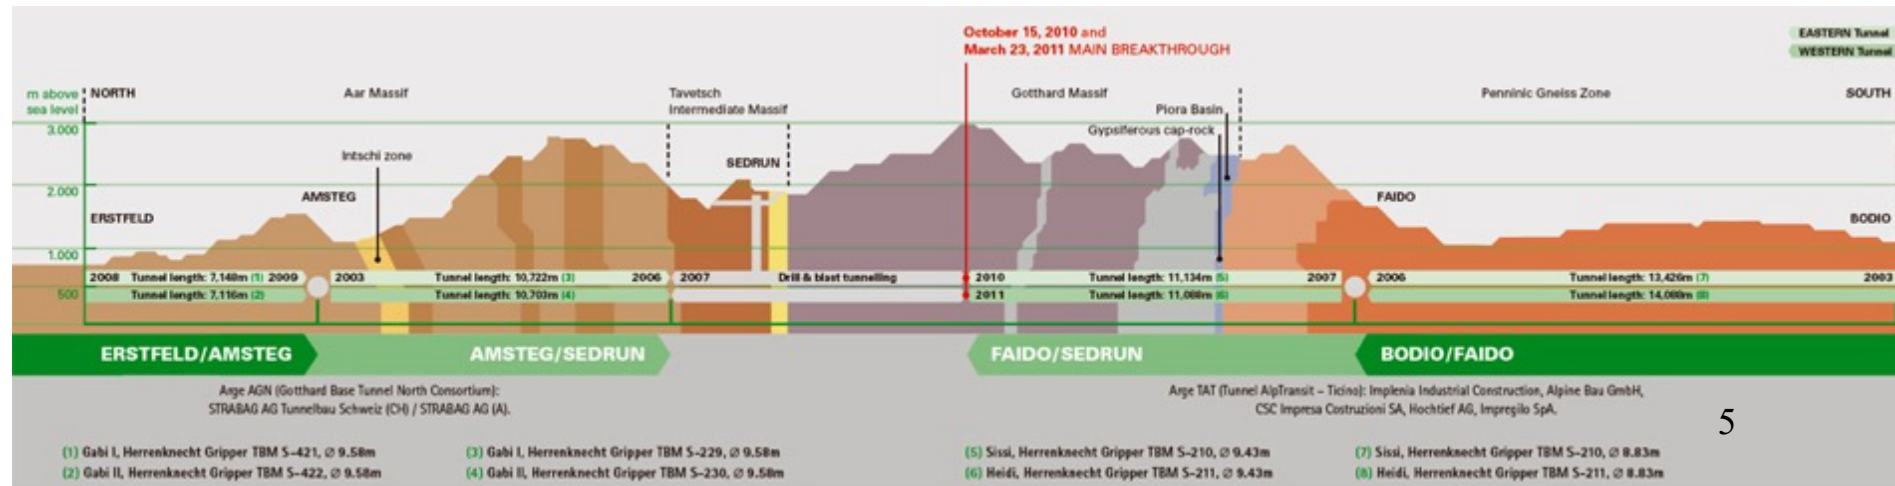 October 15, 2010 and
March 23, 2011 MAIN BREAKTHROUGH
EASTERN Tunnel
WESTERN Tunnel
m above
sea level
NORTH
Aar Massif
Tavetsch
Intermediate Massif
Gotthard Massif
Piora Basin
Penninic Gneiss Zone
SOUTH
3.000
Gypsiferous cap-rock
Intschi zone
SEDRUN
2.000
AMSTEG
FAIDO
ERSTFELD
BODIO
1.000
2008 Tunnel length: 7,148m (1) 2009
2003 Tunnel length: 10,722m (3) 2006
2007 Drill & blast tunnelling
2010 Tunnel length: 11,134m (5) 2007
2006 Tunnel length: 13,426m (7) 2003
500
Tunnel length: 7,116m (2)
Tunnel length: 10,703m (4)
2011 Tunnel length: 11,088m (6)
Tunnel length: 14,088m (8)
ERSTFELD/AMSTEG
AMSTEG/SEDRUN
FAIDO/SEDRUN
BODIO/FAIDO
Arge AGN (Gotthard Base Tunnel North Consortium):
STRABAG AG Tunnelbau Schweiz (CH) / STRABAG AG (A).
Arge TAT (Tunnel AlpTransit – Ticino): Implenia Industrial Construction, Alpine Bau GmbH,
CSC Impresa Costruzioni SA, Hochtief AG, Impregilo SpA.
5
(1) Gabi I, Herrenknecht Gripper TBM S-421, ∅ 9.58m
(2) Gabi II, Herrenknecht Gripper TBM S-422, ∅ 9.58m
(3) Gabi I, Herrenknecht Gripper TBM S-229, ∅ 9.58m
(4) Gabi II, Herrenknecht Gripper TBM S-230, ∅ 9.58m
(5) Sissi, Herrenknecht Gripper TBM S-210, ∅ 9.43m
(6) Heidi, Herrenknecht Gripper TBM S-211, ∅ 9.43m
(7) Sissi, Herrenknecht Gripper TBM S-210, ∅ 8.83m
(8) Heidi, Herrenknecht Gripper TBM S-211, ∅ 8.83m